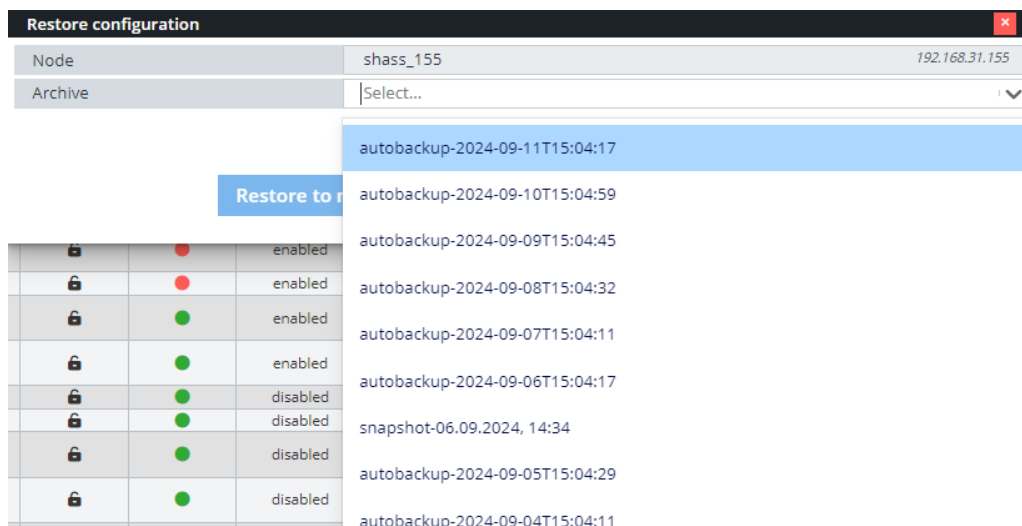 Restore configuration
Node shass_155 192.168.31.155
Archive Select...
autobackup-2024-09-11T15:04:17
Restore to autobackup-2024-09-10T15:04:59
autobackup-2024-09-09T15:04:45
enabled
enabled autobackup-2024-09-08T15:04:32
enabled autobackup-2024-09-07T15:04:11
enabled autobackup-2024-09-06T15:04:17
disabled
disabled snapshot-06.09.2024, 14:34
disabled autobackup-2024-09-05T15:04:29
disabled autobackup-2024-09-04T15:04:11